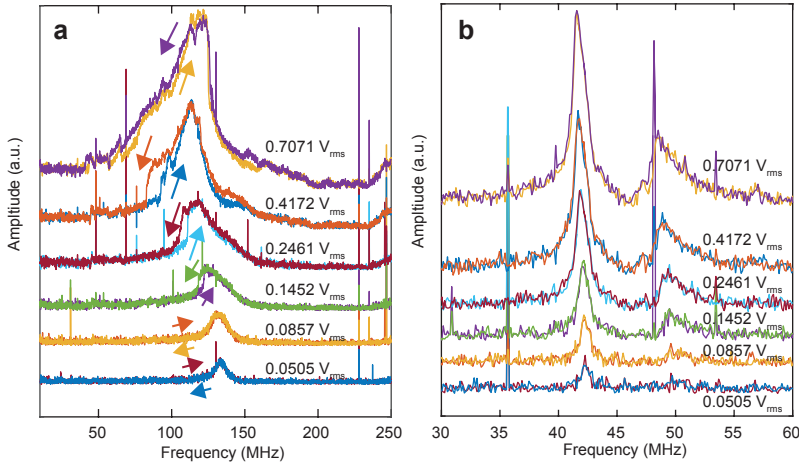 a
Ampltiude (a.u.)
0.7071 Vrms
0.4172 Vrms
0.2461 Vrms
0.1452 Vrms
0.0857 Vrms
0.0505 Vrms
50 100 150 200 250
Frequency (MHz)
b
Ampltiude (a.u.)
0.7071 Vrms
0.4172 Vrms
0.2461 Vrms
0.1452 Vrms
0.0857 Vrms
0.0505 Vrms
30 35 40 45 50 55 60
Frequency (MHz)